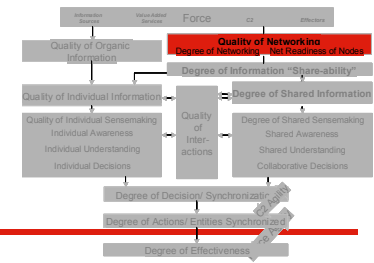 Information Sources
Value-Added Services
Force
C2
Effectors
Quality of Organic
Information
Quality of Networking
Degree of Networking    Net Readiness of Nodes
Degree of Information “Share-ability”
Quality of Individual Information
Degree of Shared Information
Quality of Individual Sensemaking
Individual Awareness
Individual Understanding
Individual Decisions
Quality
of
Inter-
actions
Degree of Shared Sensemaking
Shared Awareness
Shared Understanding
Collaborative Decisions
Degree of Decision/ Synchronizatio
C2 Agility
Degree of Actions/ Entities Synchronized
Degree of Effectiveness